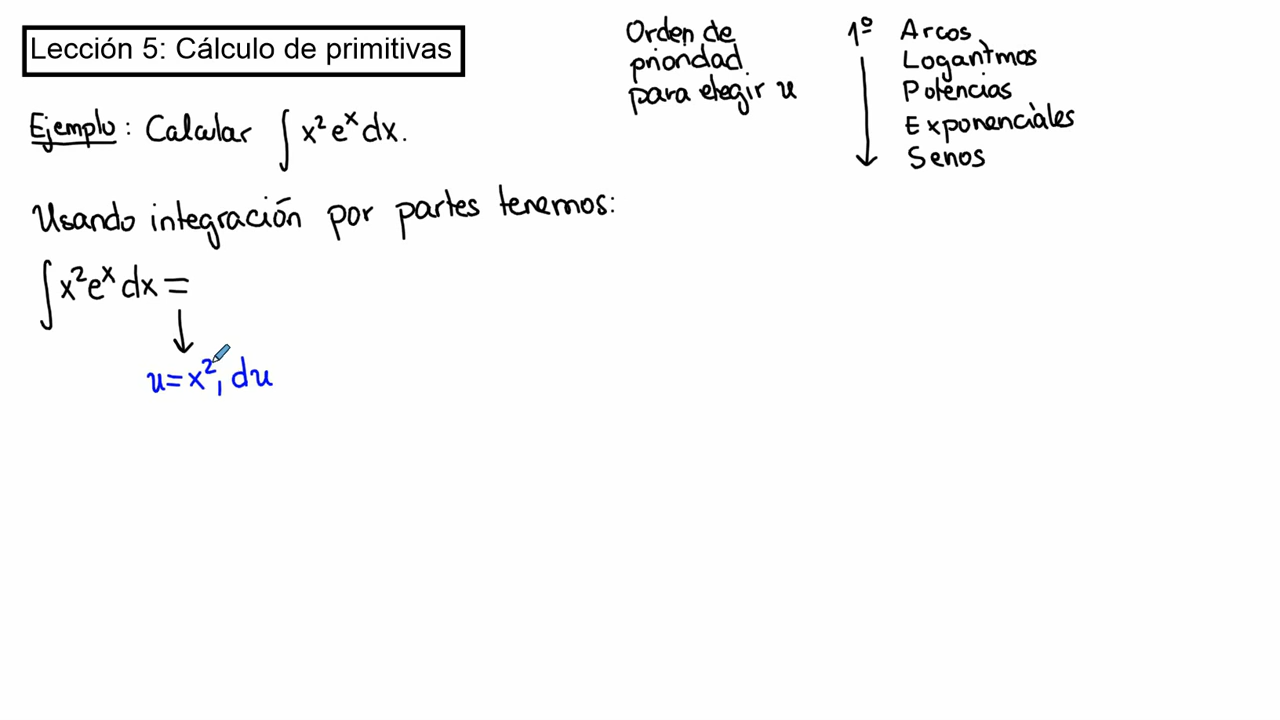 Lección 5: Cálculo de primitivas
Ejemplo: Calcular ∫x²eˣdx.
Usando integración por partes tenemos:
∫x²eˣdx=
u=x², du
Orden de
prioridad
para elegir u
1º Arcos
Logaritmos
Potencias
Exponenciales
Senos